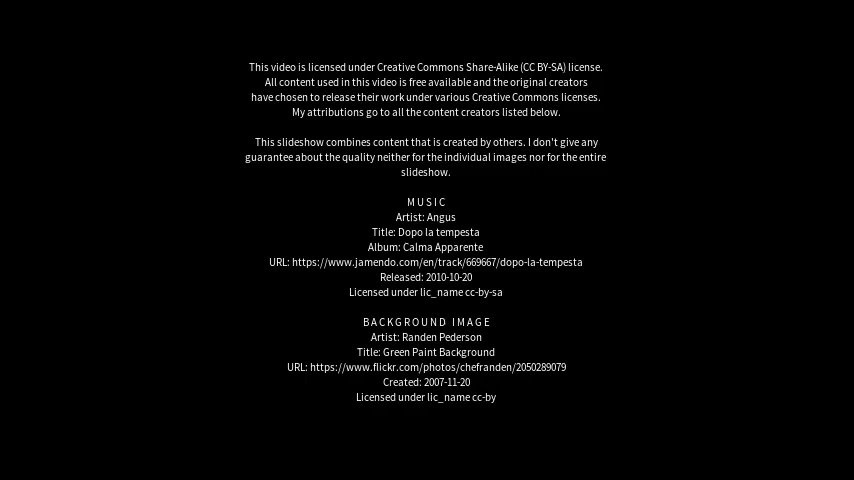 This video is licensed under Creative Commons Share-Alike (CC BY-SA) license.
All content used in this video is free available and the original creators
have chosen to release their work under various Creative Commons licenses.
My attributions go to all the content creators listed below.
This slideshow combines content that is created by others. I don't give any
guarantee about the quality neither for the individual images nor for the entire
slideshow.
MUSIC
Artist: Angus
Title: Dopo la tempesta
Album: Calma Apparente
URL: https://www.jamendo.com/en/track/669667/dopo-la-tempesta
Released: 2010-10-20
Licensed under lic_name cc-by-sa
BACKGROUND IMAGE
Artist: Randen Pederson
Title: Green Paint Background
URL: https://www.flickr.com/photos/chefranden/2050289079
Created: 2007-11-20
Licensed under lic_name cc-by